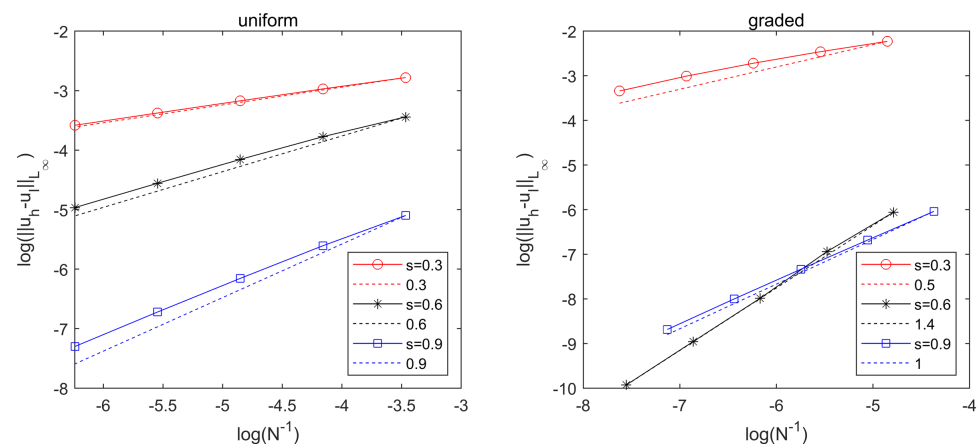 uniform
-2
-3
-4
-5
-6
-7
-8
log(||u_h-u_I||_{L_∞})
-6
-5.5
-5
-4.5
-4
-3.5
-3
log(N^{-1})
s=0.3
0.3
s=0.6
0.6
s=0.9
0.9
graded
-2
-3
-4
-5
-6
-7
-8
-9
-10
log(||u_h-u_I||_{L_∞})
-8
-7
-6
-5
-4
log(N^{-1})
s=0.3
0.5
s=0.6
1.4
s=0.9
1